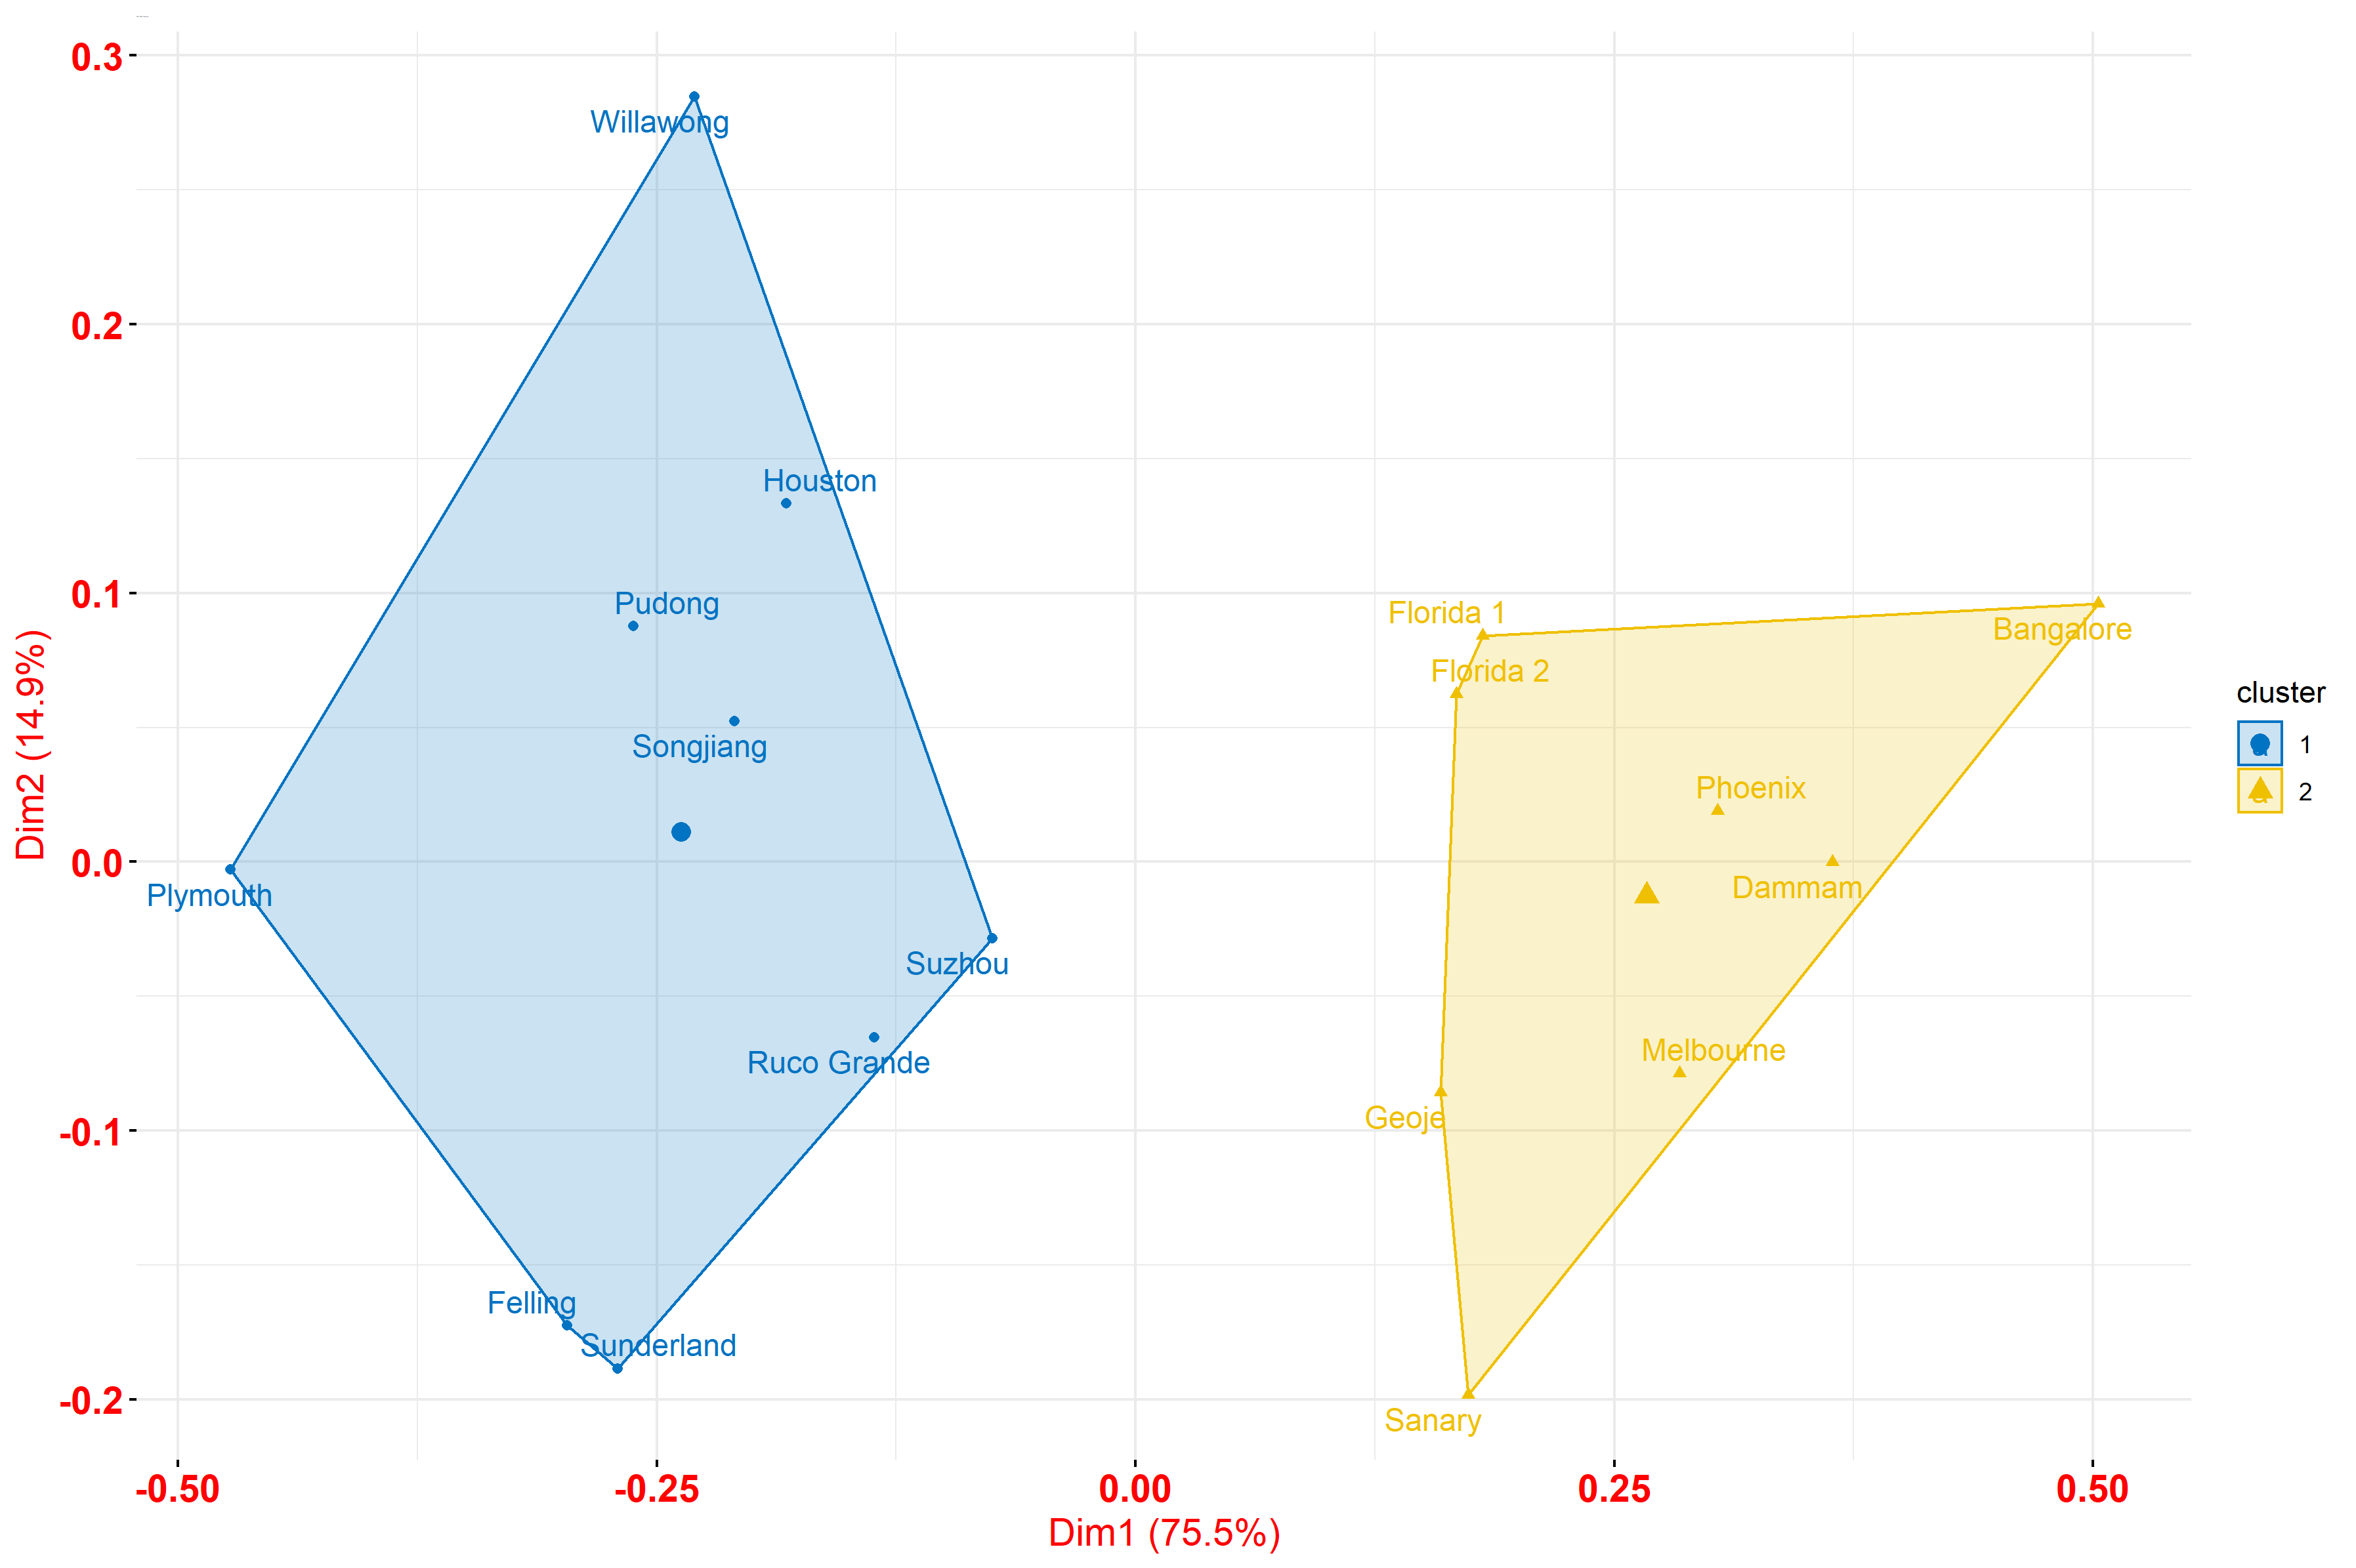 0.3
Willawong
0.2
Houston
0.1
Pudong
Florida 1
Bangalore
Florida 2
Songjiang
Phoenix
0.0
Plymouth
Dammam
Suzhou
Ruco Grande
Melbourne
Geoje
-0.1
Felling
Sunderland
-0.2
Sanary
-0.50
-0.25
0.00
0.25
0.50
Dim1 (75.5%)
Dim2 (14.9%)
cluster
a 1
a 2